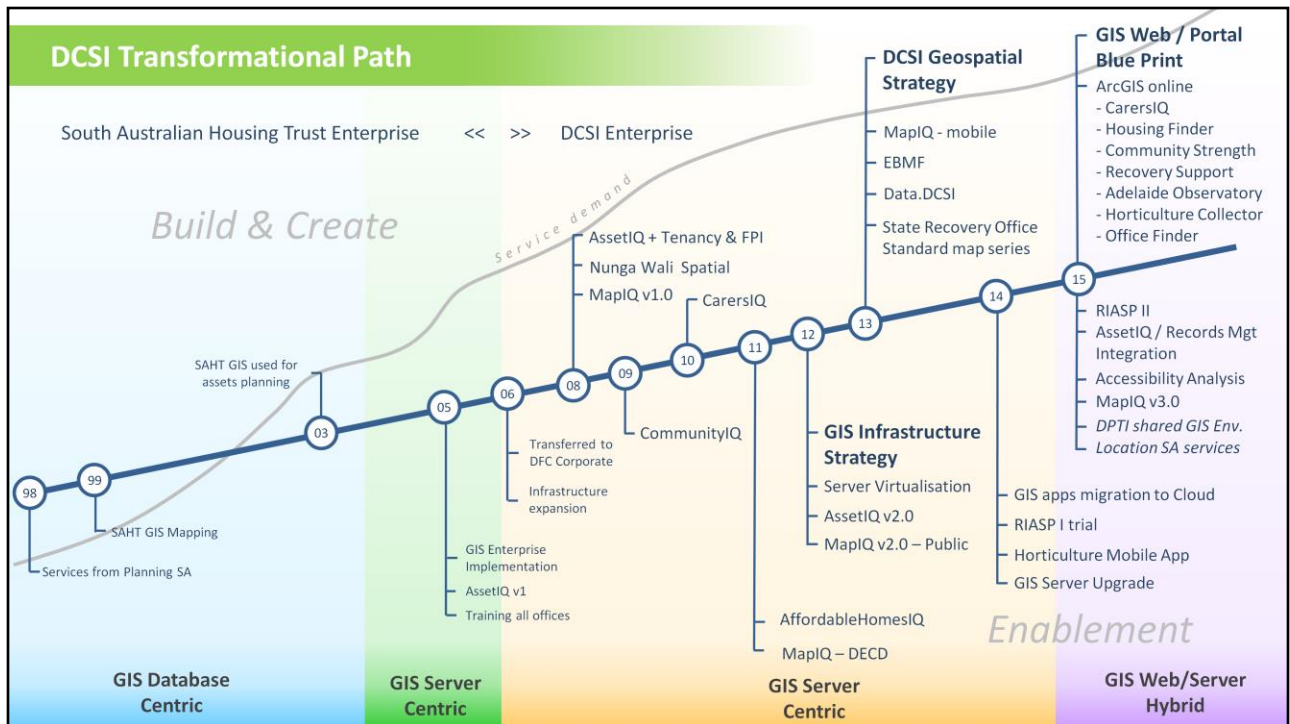 DCSI Transformational Path
South Australian Housing Trust Enterprise << >> DCSI Enterprise
Build & Create
Service demand
98
Services from Planning SA
99
SAHT GIS Mapping
SAHT GIS used for
assets planning
03
05
GIS Enterprise
Implementation
AssetIQ v1
Training all offices
06
Transferred to
DFC Corporate
Infrastructure
expansion
AssetIQ + Tenancy & FPI
Nunga Wali Spatial
MapIQ v1.0
08
09
CommunityIQ
CarersIQ
10
11
AffordableHomesIQ
MapIQ – DECD
12
GIS Infrastructure
Strategy
Server Virtualisation
AssetIQ v2.0
MapIQ v2.0 – Public
DCSI Geospatial
Strategy
MapIQ - mobile
EBMF
Data.DCSI
State Recovery Office
Standard map series
13
14
GIS apps migration to Cloud
RIASP I trial
Horticulture Mobile App
GIS Server Upgrade
GIS Web / Portal
Blue Print
ArcGIS online
- CarersIQ
- Housing Finder
- Community Strength
- Recovery Support
- Adelaide Observatory
- Horticulture Collector
- Office Finder
15
RIASP II
AssetIQ / Records Mgt
Integration
Accessibility Analysis
MapIQ v3.0
DPTI shared GIS Env.
Location SA services
Enablement
GIS Database
Centric
GIS Server
Centric
GIS Server
Centric
GIS Web/Server
Hybrid